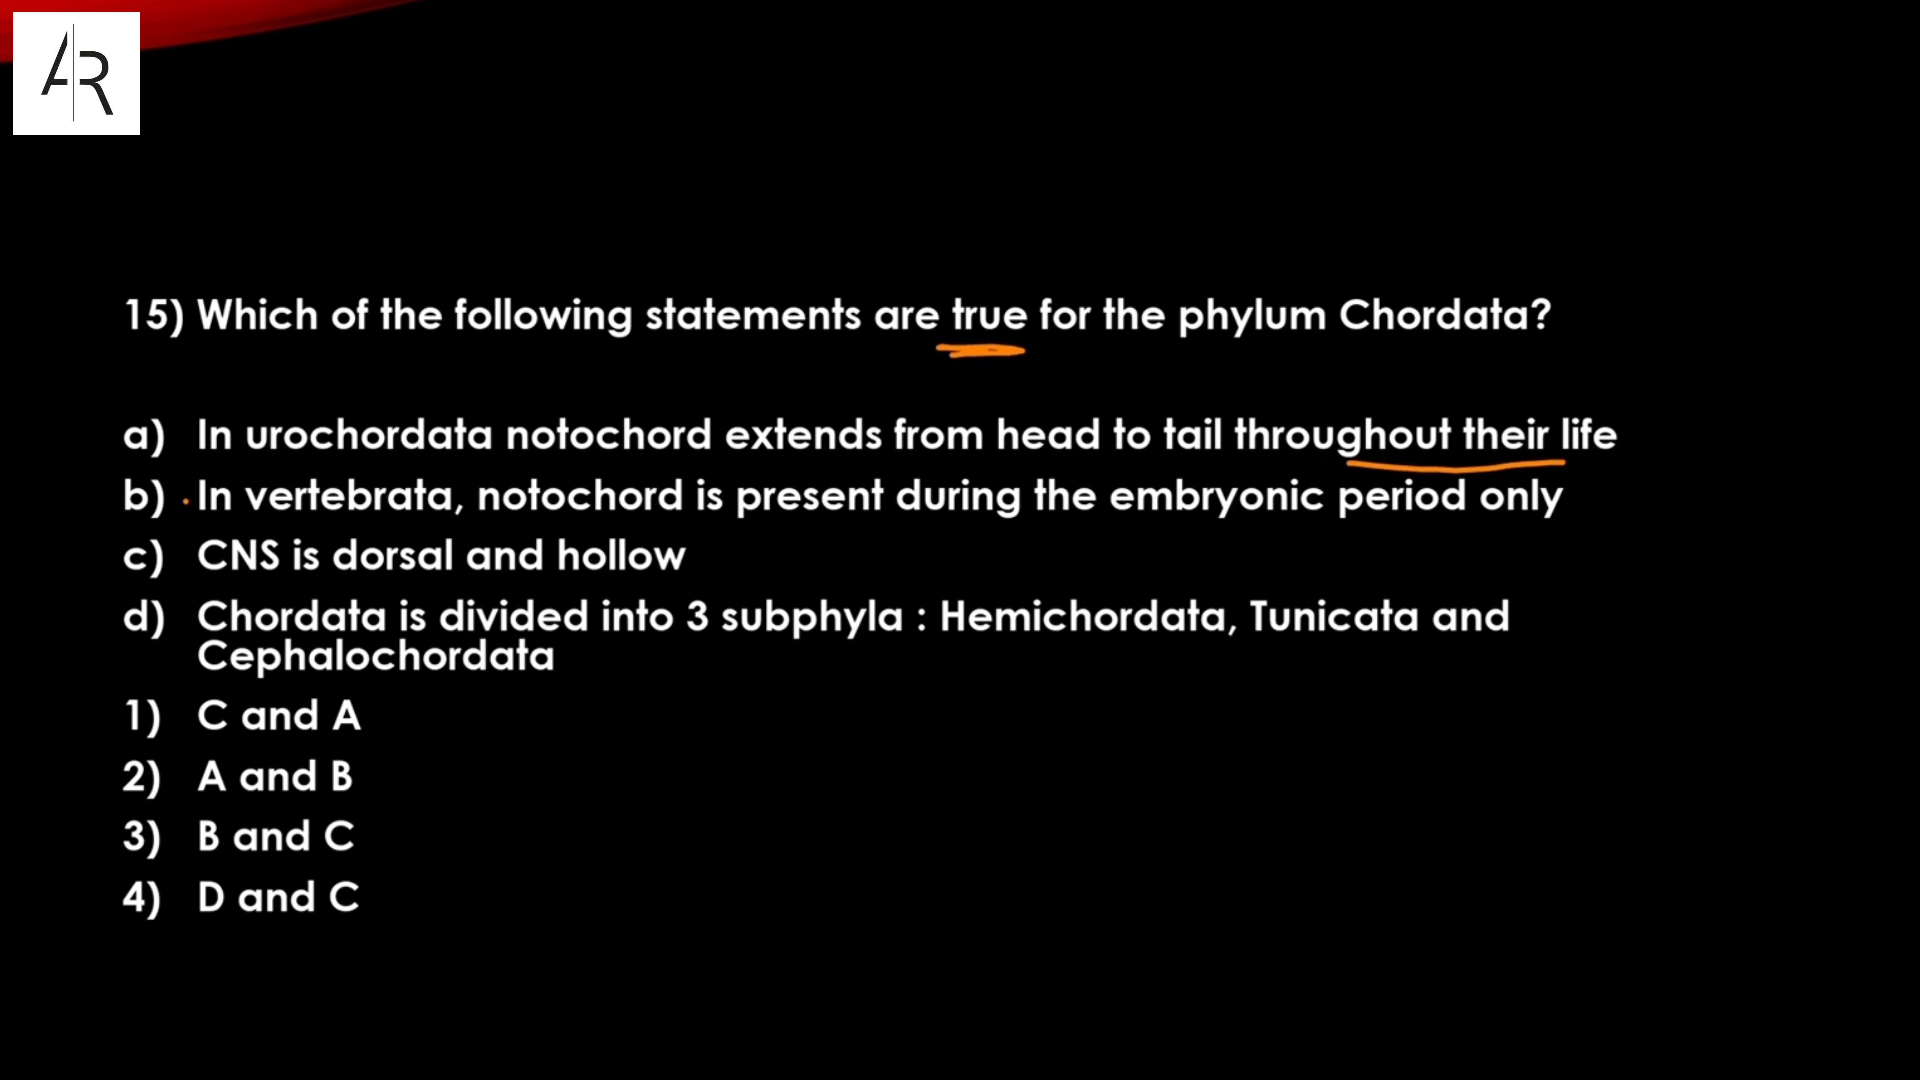 AR
15) Which of the following statements are true for the phylum Chordata?
a) In urochordata notochord extends from head to tail throughout their life
b) In vertebrata, notochord is present during the embryonic period only
c) CNS is dorsal and hollow
d) Chordata is divided into 3 subphyla : Hemichordata, Tunicata and
Cephalochordata
1) C and A
2) A and B
3) B and C
4) D and C